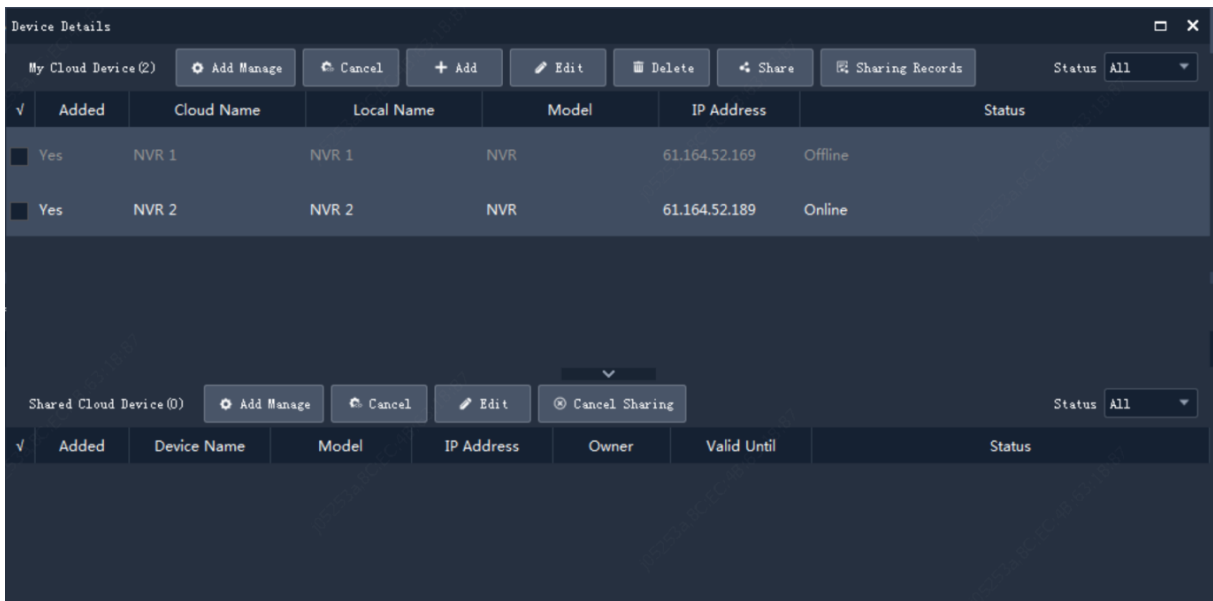 Device Details
My Cloud Device(2) Add Manage Cancel + Add Edit Delete Share Sharing Records Status All
√ Added Cloud Name Local Name Model IP Address Status
Yes NVR 1 NVR 1 NVR 61.164.52.169 Offline
Yes NVR 2 NVR 2 NVR 61.164.52.189 Online
Shared Cloud Device(0) Add Manage Cancel Edit Cancel Sharing Status All
√ Added Device Name Model IP Address Owner Valid Until Status